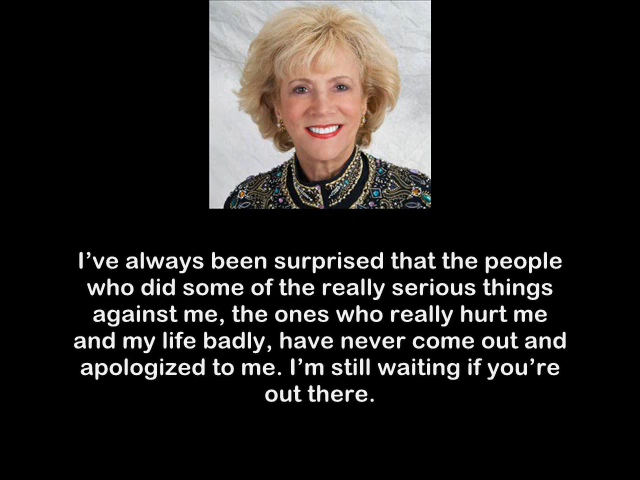 I’ve always been surprised that the people
who did some of the really serious things
against me, the ones who really hurt me
and my life badly, have never come out and
apologized to me. I’m still waiting if you’re
out there.